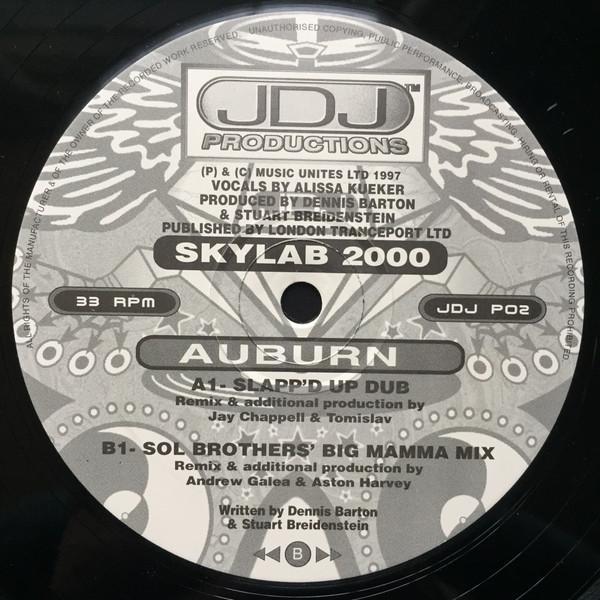 ALL RIGHTS OF THE MANUFACTURER & OF THE OWNER OF THE RECORDED WORK RESERVED. UNAUTHORISED COPYING, PUBLIC PERFORMANCE, BROADCASTING, HIRING OR RENTAL OF THIS RECORDING PROHIBITED.
JDJ™
PRODUCTIONS
(P) & (C) MUSIC UNITES LTD 1997
VOCALS BY ALISSA KUEKER
PRODUCED BY DENNIS BARTON
& STUART BREIDENSTEIN
PUBLISHED BY LONDON TRANCEPORT LTD
SKYLAB 2000
33 RPM
JDJ P02
AUBURN
A1- SLAPP'D UP DUB
Remix & additional production by
Jay Chappell & Tomislav
B1- SOL BROTHERS' BIG MAMMA MIX
Remix & additional production by
Andrew Galea & Aston Harvey
Written by Dennis Barton
& Stuart Breidenstein
B